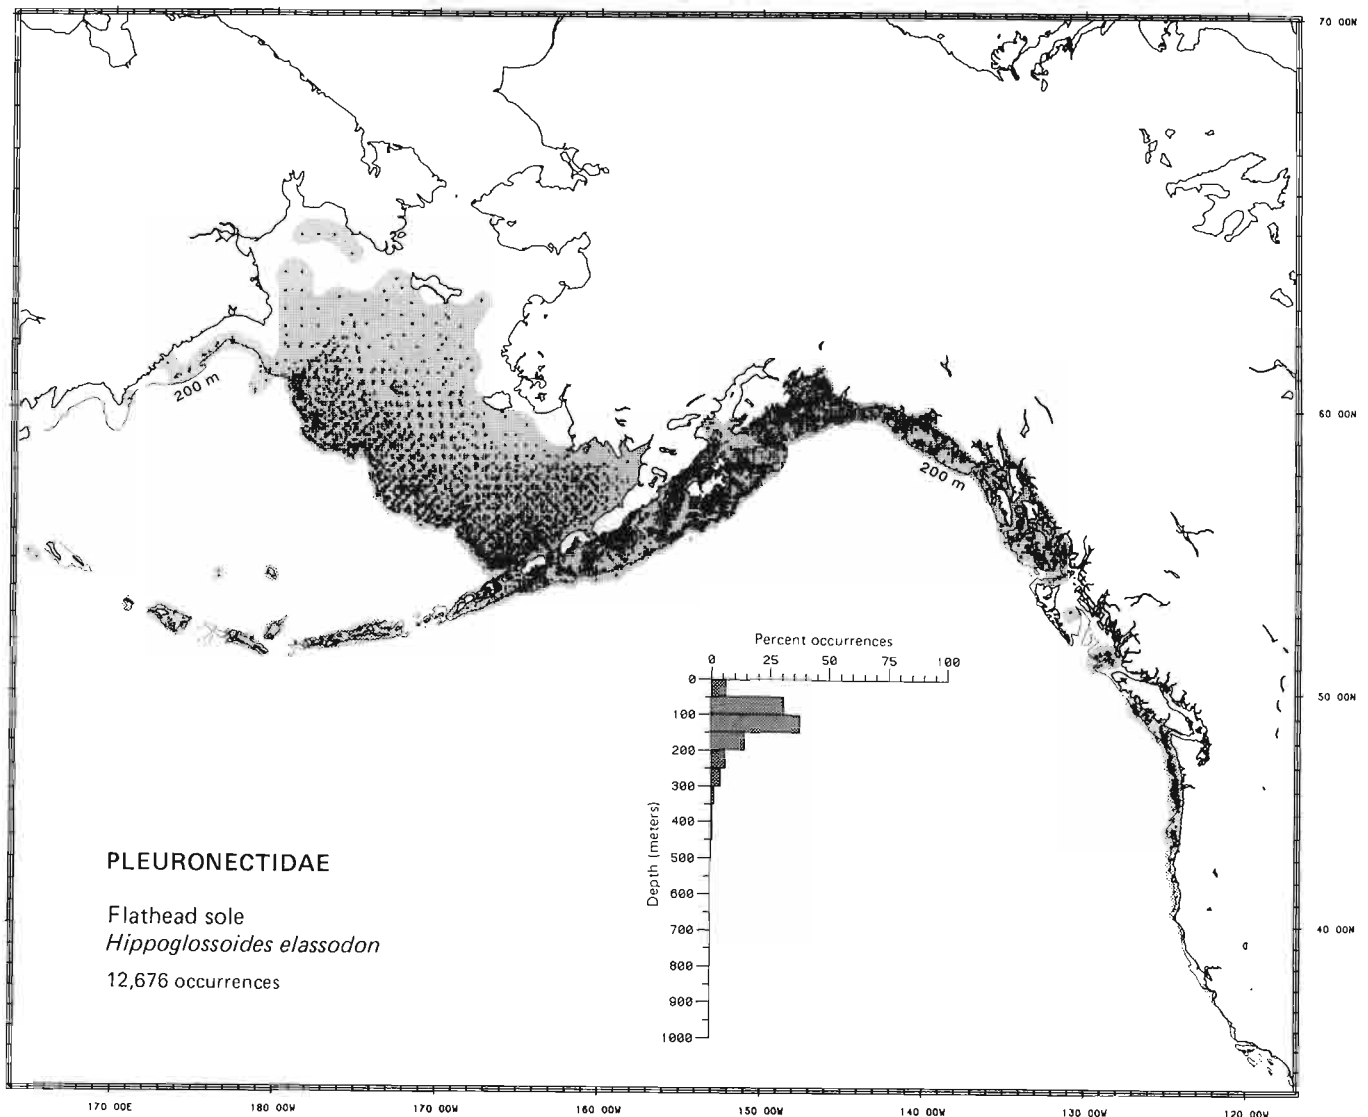 70 00N
200 m
60 00N
200 m
Percent occurrences
0 25 50 75 100
0
100
200
300
400
500
600
700
800
900
1000
Depth (meters)
50 00N
40 00N
PLEURONECTIDAE
Flathead sole
Hippoglossoides elassodon
12,676 occurrences
170 00E 180 00W 170 00W 160 00W 150 00W 140 00W 130 00W 120 00W